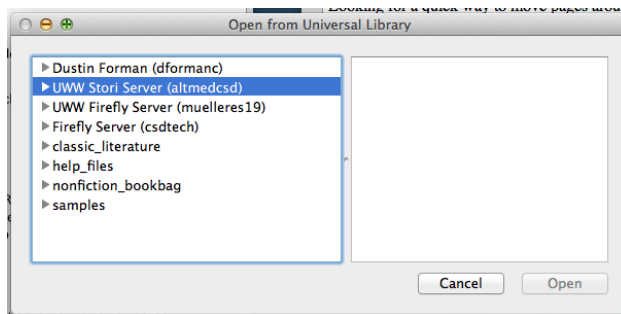 Looking for a quick way to move pages arou
Open from Universal Library
Dustin Forman (dformanc)
UWW Stori Server (altmedcsd)
UWW Firefly Server (muelleres19)
Firefly Server (csdtech)
classic_literature
help_files
nonfiction_bookbag
samples
Cancel
Open